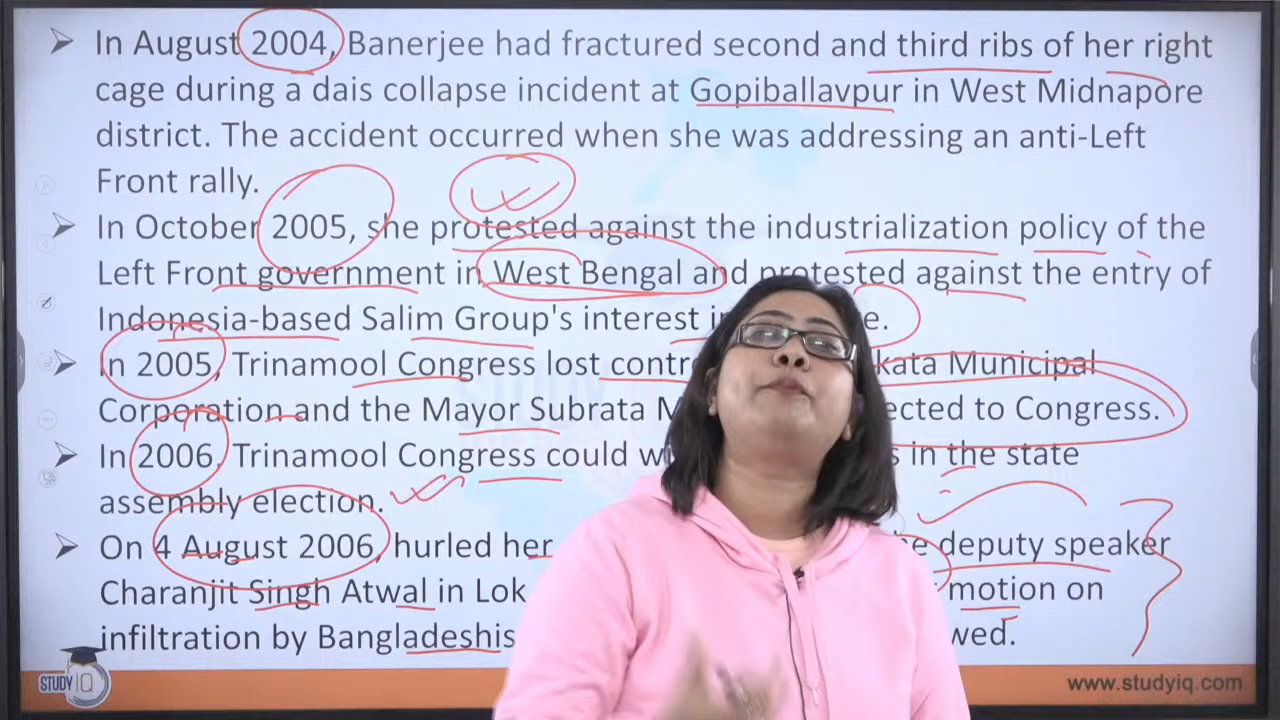 In August 2004, Banerjee had fractured second and third ribs of her right
cage during a dais collapse incident at Gopiballavpur in West Midnapore
district. The accident occurred when she was addressing an anti-Left
Front rally.
In October 2005, she protested against the industrialization policy of the
Left Front government in West Bengal and protested against the entry of
Indonesia-based Salim Group's interest in
In 2005, Trinamool Congress lost Municipal
Corporation and the Mayor Subrata to Congress.
In 2006, Trinamool Congress could in the state
assembly election.
On 4 August 2006, hurled her deputy speaker
Charanjit Singh Atwal in Lok motion on
infiltration by Bangladeshis
STUDY IQ www.studyiq.com